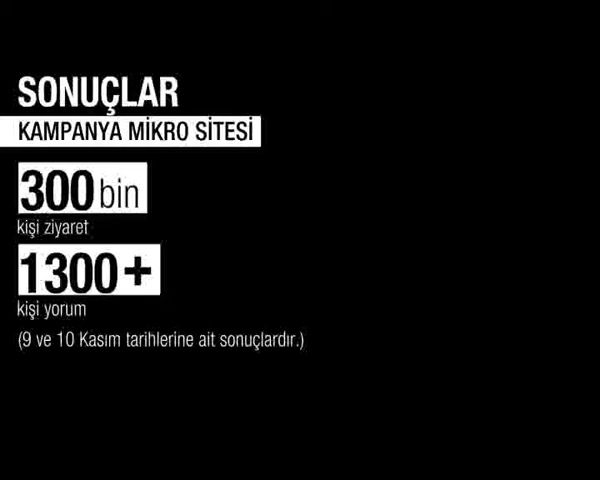 SONUÇLAR
KAMPANYA MİKRO SİTESİ
300 bin
kişi ziyaret
1300+
kişi yorum
(9 ve 10 Kasım tarihlerine ait sonuçlardır.)